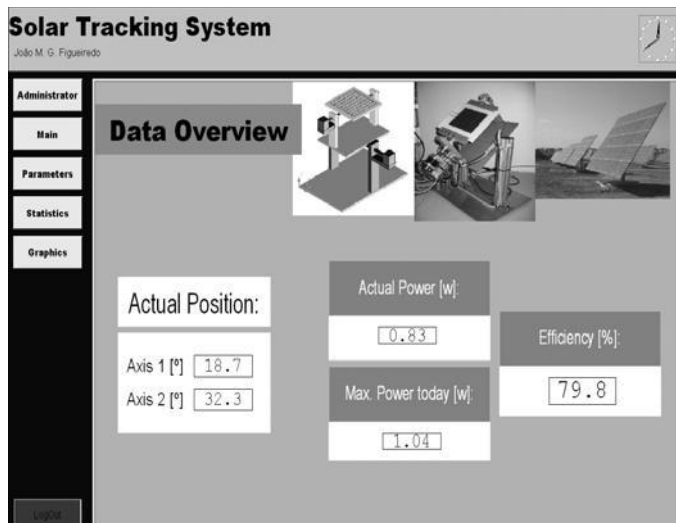 Solar Tracking System
João M. G. Figueiredo
Administrator
Main
Parameters
Statistics
Graphics
LogOut
Data Overview
Actual Position:
Axis 1 [º] 18.7
Axis 2 [º] 32.3
Actual Power [w]:
0.83
Max. Power today [w]:
1.04
Efficiency [%]:
79.8